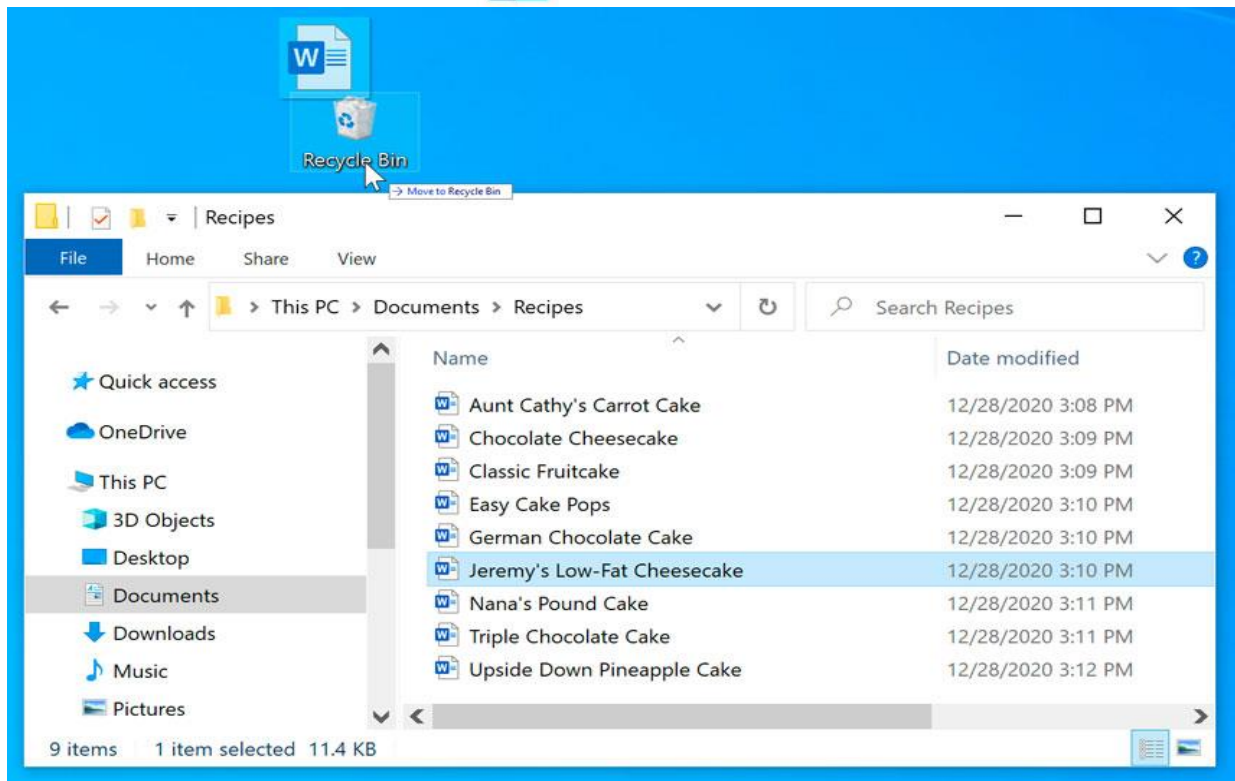 W
Recycle Bin
→ Move to Recycle Bin
Recipes
File Home Share View ?
This PC > Documents > Recipes Search Recipes
Name Date modified
Quick access
OneDrive
This PC
3D Objects
Desktop
Documents
Downloads
Music
Pictures
Aunt Cathy's Carrot Cake 12/28/2020 3:08 PM
Chocolate Cheesecake 12/28/2020 3:09 PM
Classic Fruitcake 12/28/2020 3:09 PM
Easy Cake Pops 12/28/2020 3:10 PM
German Chocolate Cake 12/28/2020 3:10 PM
Jeremy's Low-Fat Cheesecake 12/28/2020 3:10 PM
Nana's Pound Cake 12/28/2020 3:11 PM
Triple Chocolate Cake 12/28/2020 3:11 PM
Upside Down Pineapple Cake 12/28/2020 3:12 PM
9 items 1 item selected 11.4 KB